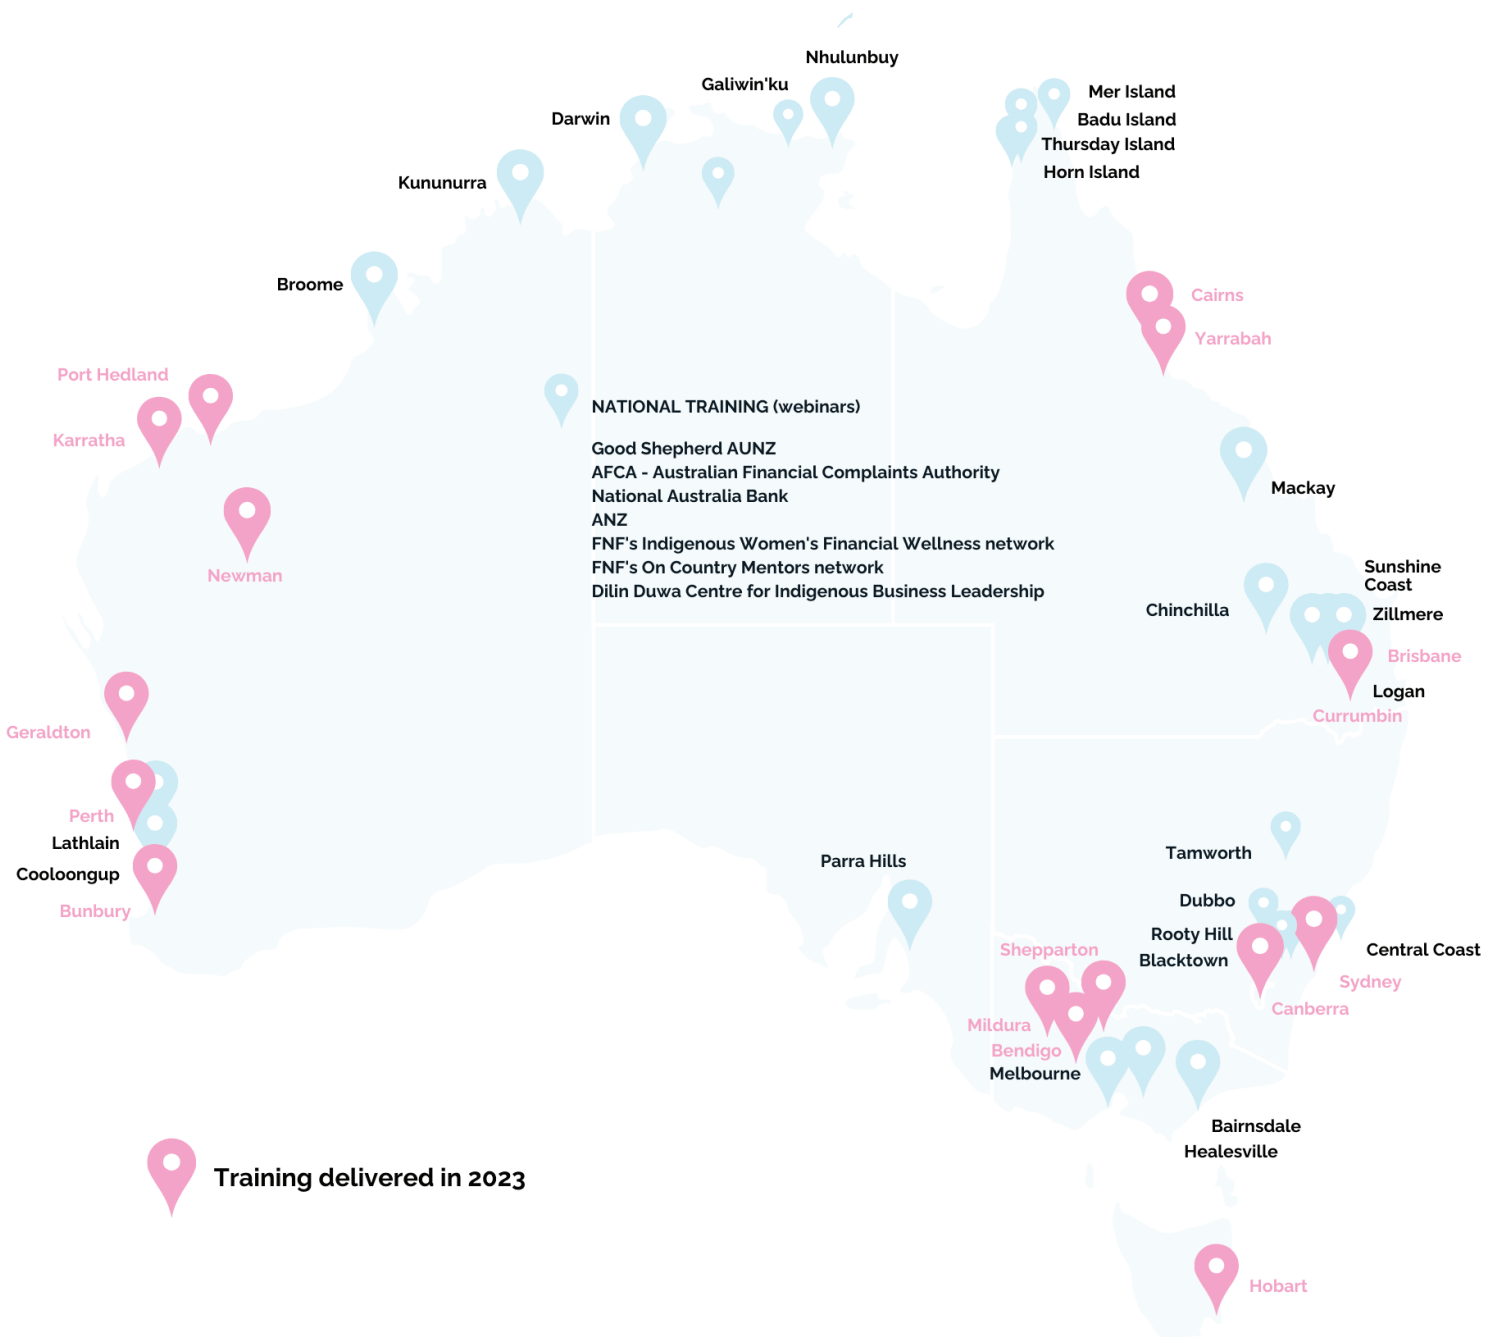 Nhulunbuy
Galiwin'ku
Mer Island
Darwin
Badu Island
Thursday Island
Horn Island
Kununurra
Broome
Cairns
Yarrabah
Port Hedland
Karratha
NATIONAL TRAINING (webinars)
Good Shepherd AUNZ
AFCA - Australian Financial Complaints Authority
National Australia Bank
ANZ
FNF's Indigenous Women's Financial Wellness network
FNF's On Country Mentors network
Dilin Duwa Centre for Indigenous Business Leadership
Mackay
Newman
Sunshine
Coast
Chinchilla
Zillmere
Brisbane
Logan
Currumbin
Geraldton
Perth
Lathlain
Cooloongup
Bunbury
Parra Hills
Tamworth
Dubbo
Rooty Hill
Blacktown
Central Coast
Sydney
Canberra
Shepparton
Mildura
Bendigo
Melbourne
Bairnsdale
Healesville
Training delivered in 2023
Hobart